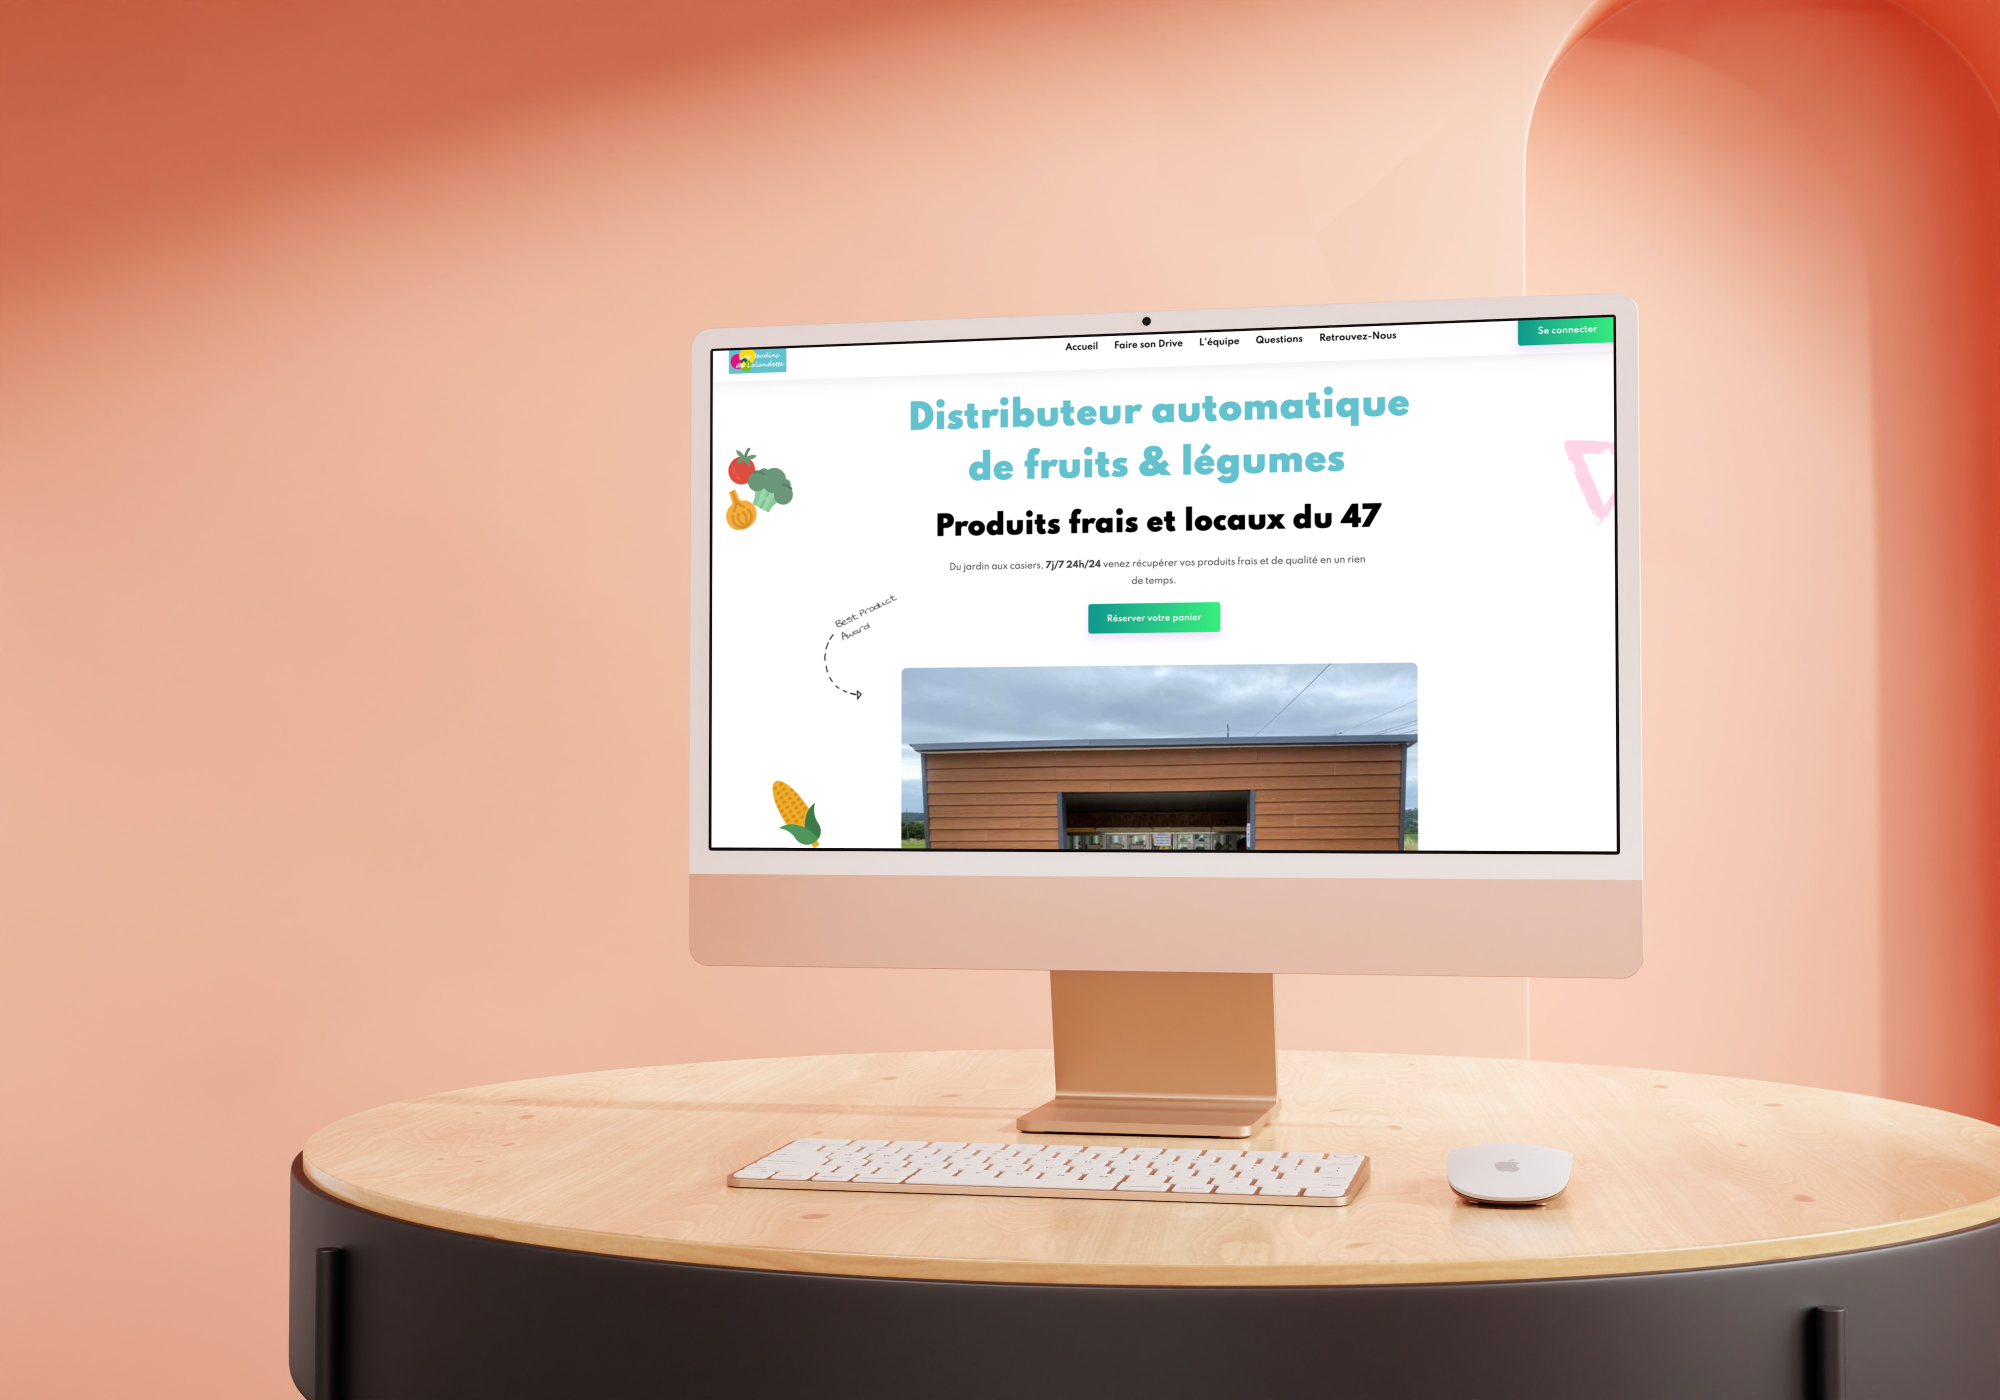 Les Jardins
de Lalandette
Accueil Faire son Drive L'équipe Questions Retrouvez-Nous
Se connecter
Distributeur automatique
de fruits & légumes
Produits frais et locaux du 47
Du jardin aux casiers, 7j/7 24h/24 venez récupérer vos produits frais et de qualité en un rien
de temps.
Réserver votre panier
Best Product
Award